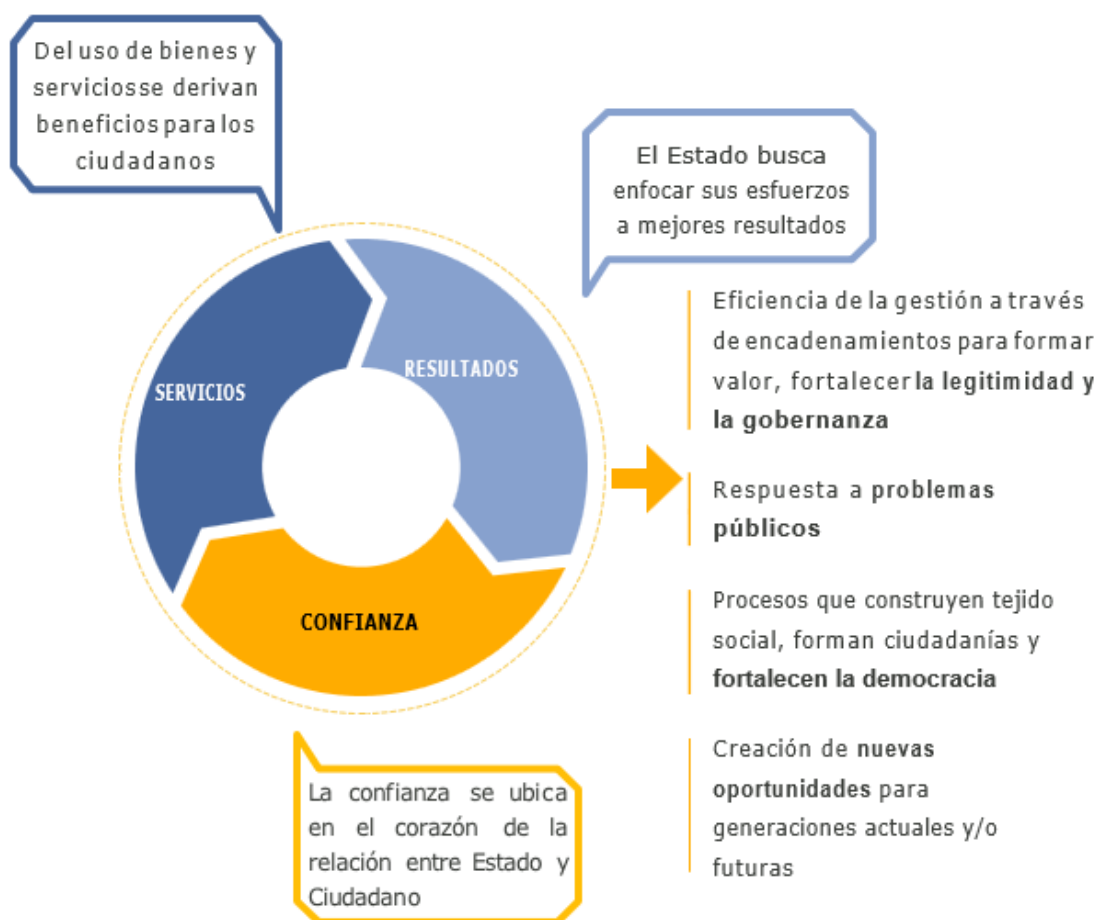 Del uso de bienes y
serviciosse derivan
beneficios para los
ciudadanos
El Estado busca
enfocar sus esfuerzos
a mejores resultados
SERVICIOS
RESULTADOS
CONFIANZA
La confianza se ubica
en el corazón de la
relación entre Estado y
Ciudadano
Eficiencia de la gestión a través
de encadenamientos para formar
valor, fortalecer la legitimidad y
la gobernanza
Respuesta a problemas
públicos
Procesos que construyen tejido
social, forman ciudadanías y
fortalecen la democracia
Creación de nuevas
oportunidades para
generaciones actuales y/o
futuras